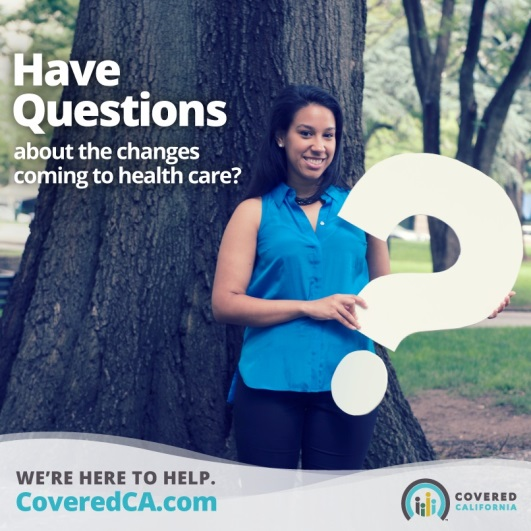 Have
Questions
about the changes
coming to health care?
WE'RE HERE TO HELP.
CoveredCA.com
COVERED
CALIFORNIA